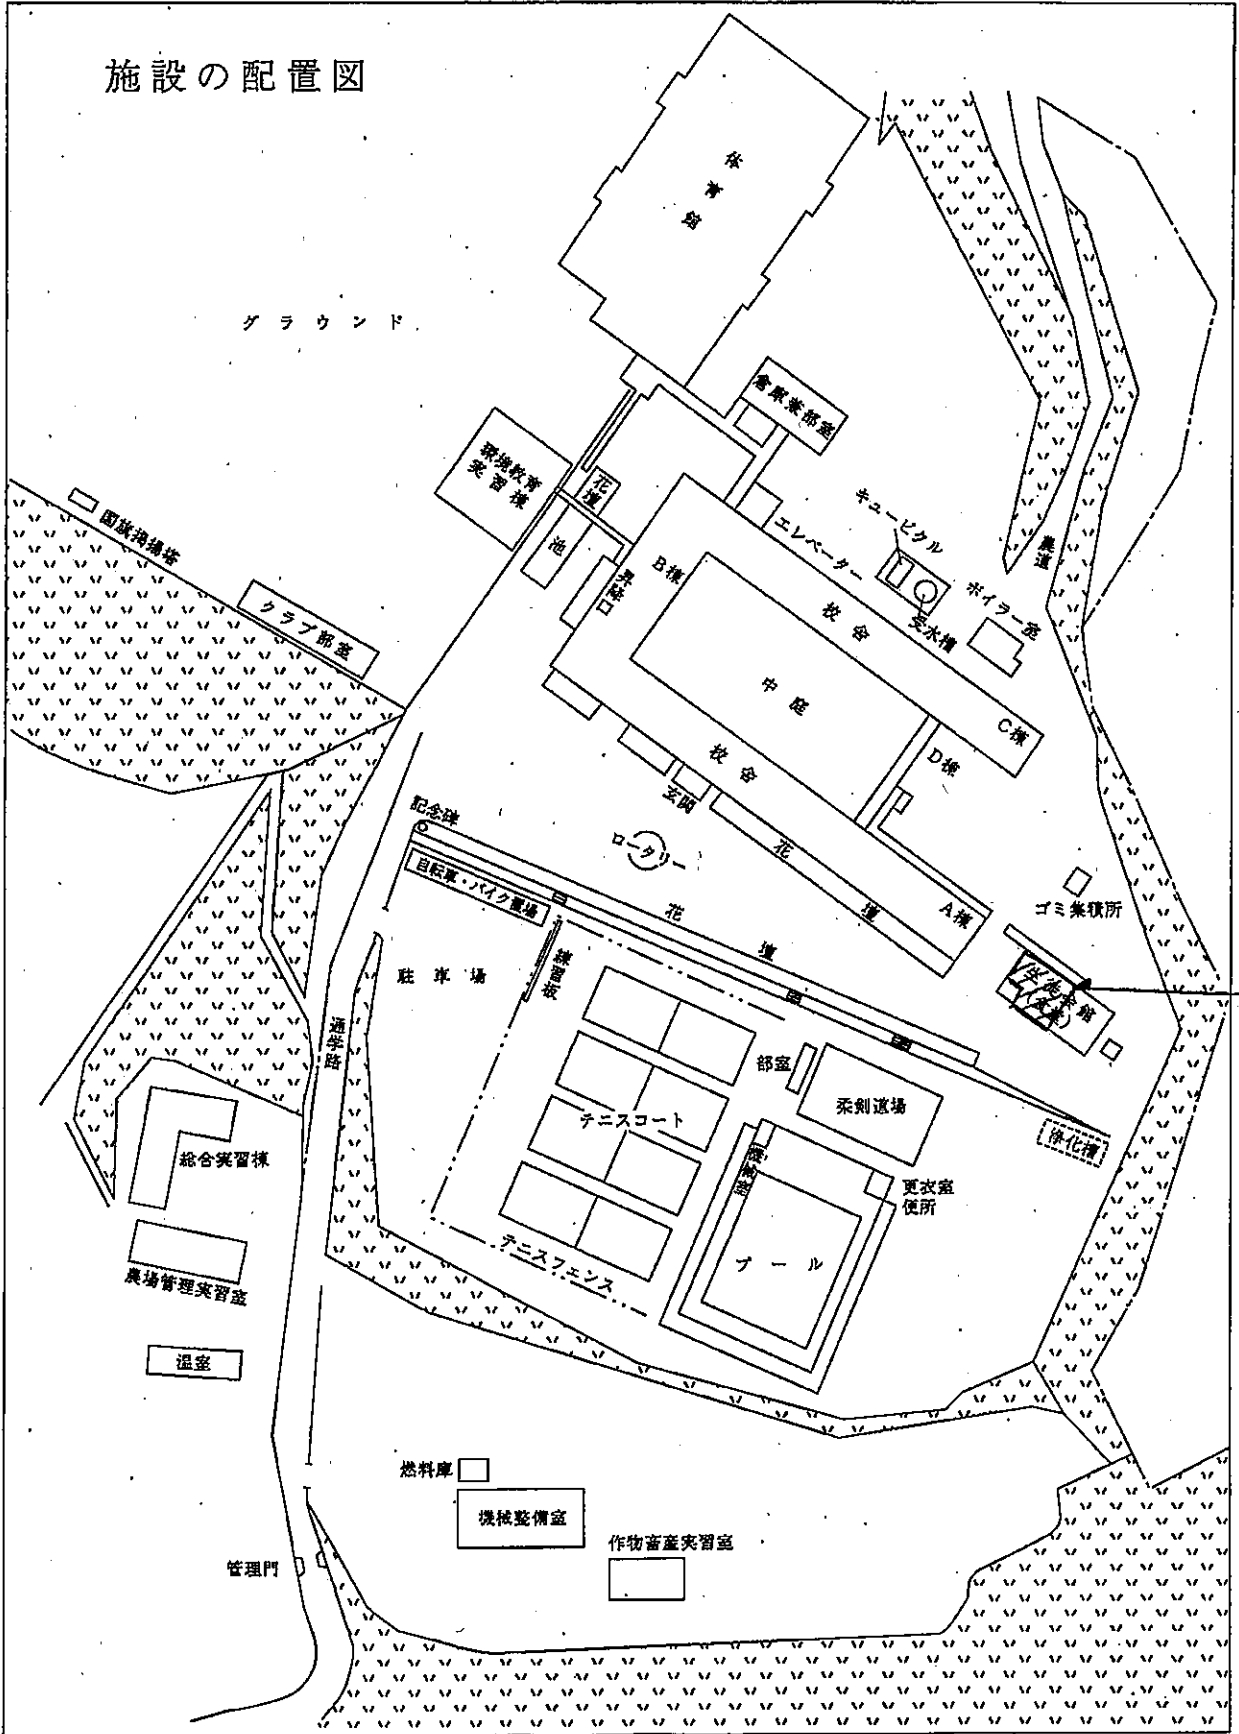 施設の配置図
体育館
グラウンド
倉庫兼部室
環境教育
実習棟
花壇
池
国旗掲揚塔
クラブ部室
昇降口
B棟
エレベーター
キュービクル
受水槽
ボイラー室
農道
校舎
中庭
C棟
D棟
校舎
玄関
花壇
A棟
ロータリー
記念碑
自転車・バイク置場
花壇
ゴミ集積所
駐車場
練習板
通学路
部室
柔剣道場
テニスコート
浄化槽
更衣室
便所
機械室
プール
テニスフェンス
総合実習棟
農場管理実習室
温室
燃料庫
機械整備室
作物畜産実習室
管理門